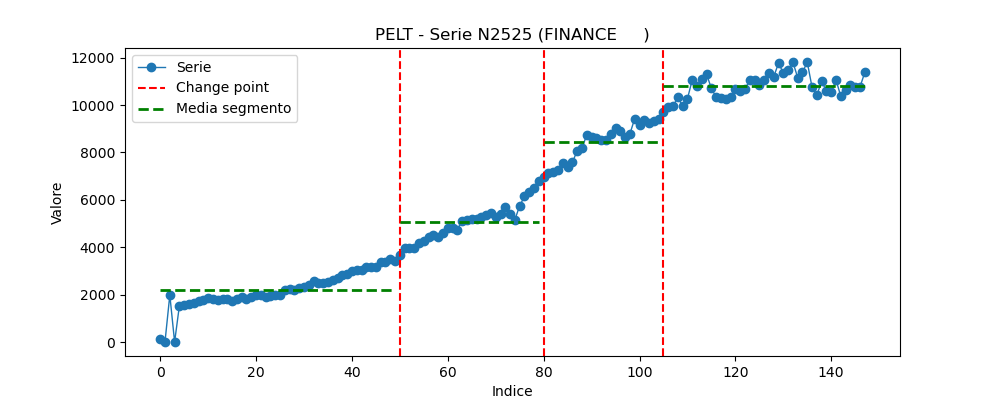 PELT - Serie N2525 (FINANCE      )
Serie
Change point
Media segmento
Valore
12000
10000
8000
6000
4000
2000
0
0 20 40 60 80 100 120 140
Indice